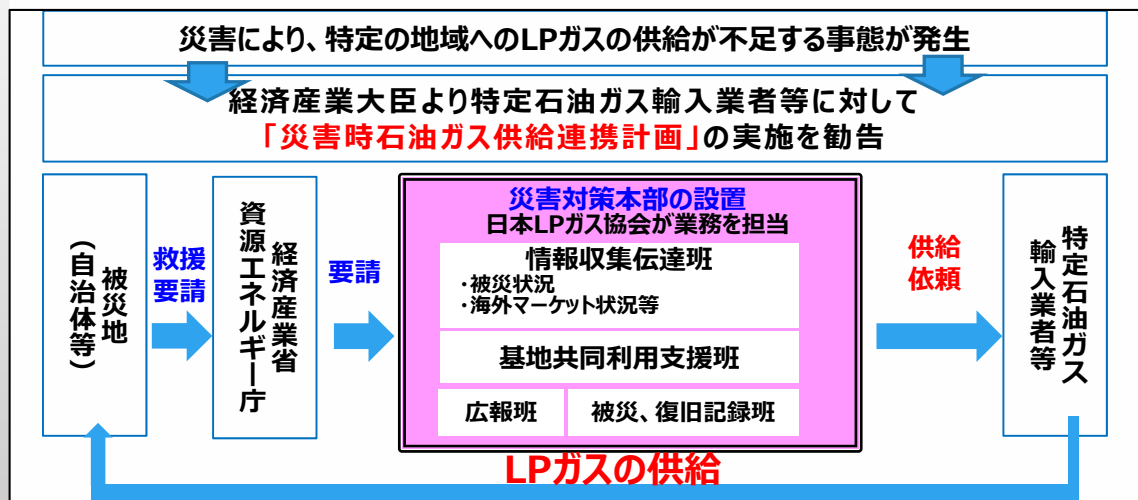 災害により、特定の地域へのLPガスの供給が不足する事態が発生
経済産業大臣より特定石油ガス輸入業者等に対して
「災害時石油ガス供給連携計画」の実施を勧告
被災地
（自治体等）
救援
要請
経済産業省
資源エネルギー庁
要請
災害対策本部の設置
日本LPガス協会が業務を担当
情報収集伝達班
・被災状況
・海外マーケット状況等
基地共同利用支援班
広報班
被災、復旧記録班
供給
依頼
特定石油ガス
輸入業者等
LPガスの供給